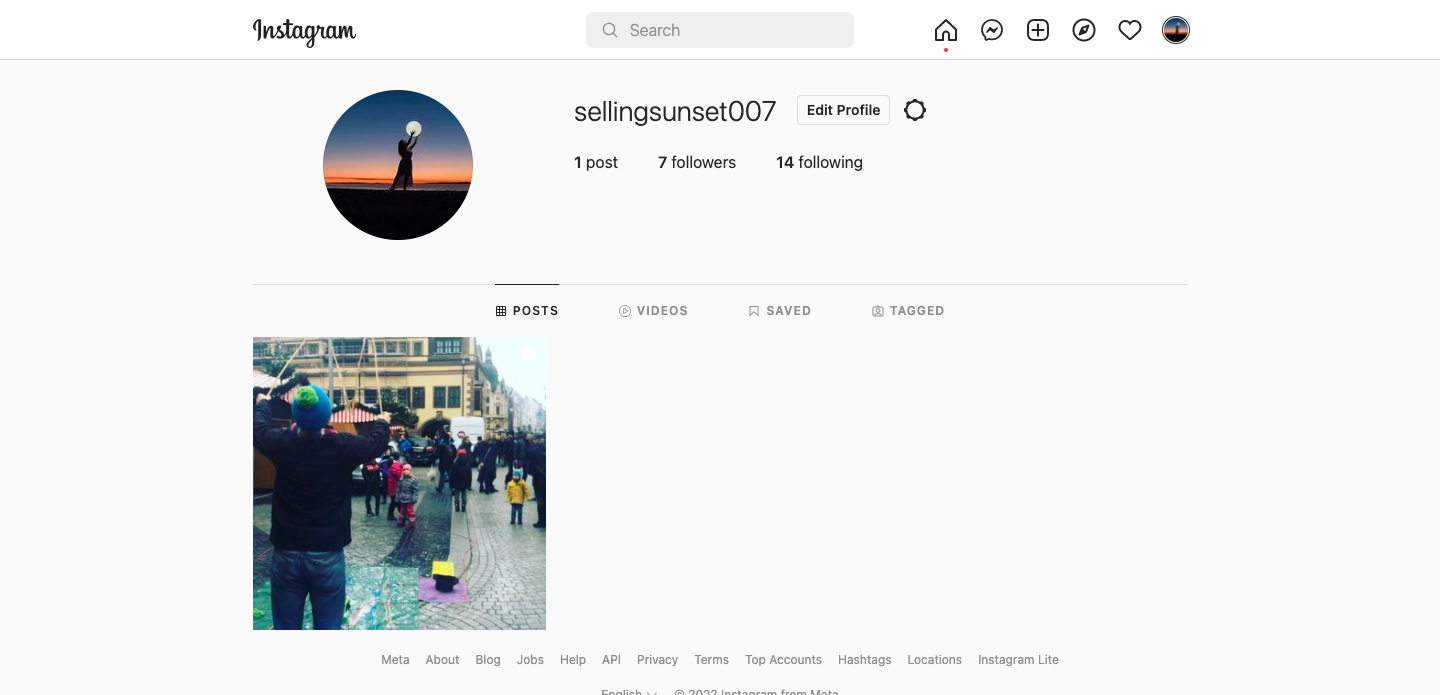 Instagram
Search
sellingsunset007
Edit Profile
1 post 7 followers 14 following
POSTS VIDEOS SAVED TAGGED
Meta About Blog Jobs Help API Privacy Terms Top Accounts Hashtags Locations Instagram Lite
English © 2022 Instagram from Meta